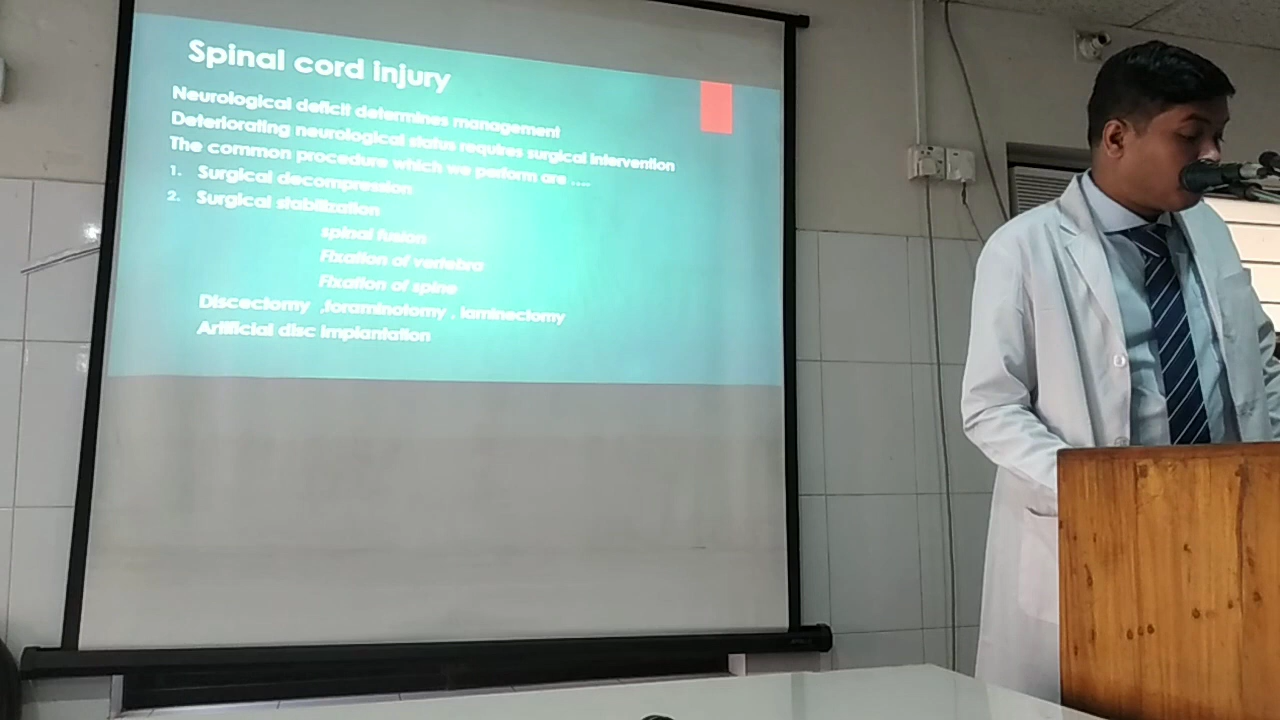 Spinal cord injury
Neurological deficit determines management
Deteriorating neurological status requires surgical intervention
The common procedure which we perform are ....
1. Surgical decompression
2. Surgical stabilization
spinal fusion
Fixation of vertebra
Fixation of spine
Discectomy ,foraminotomy , laminectomy
Artificial disc implantation